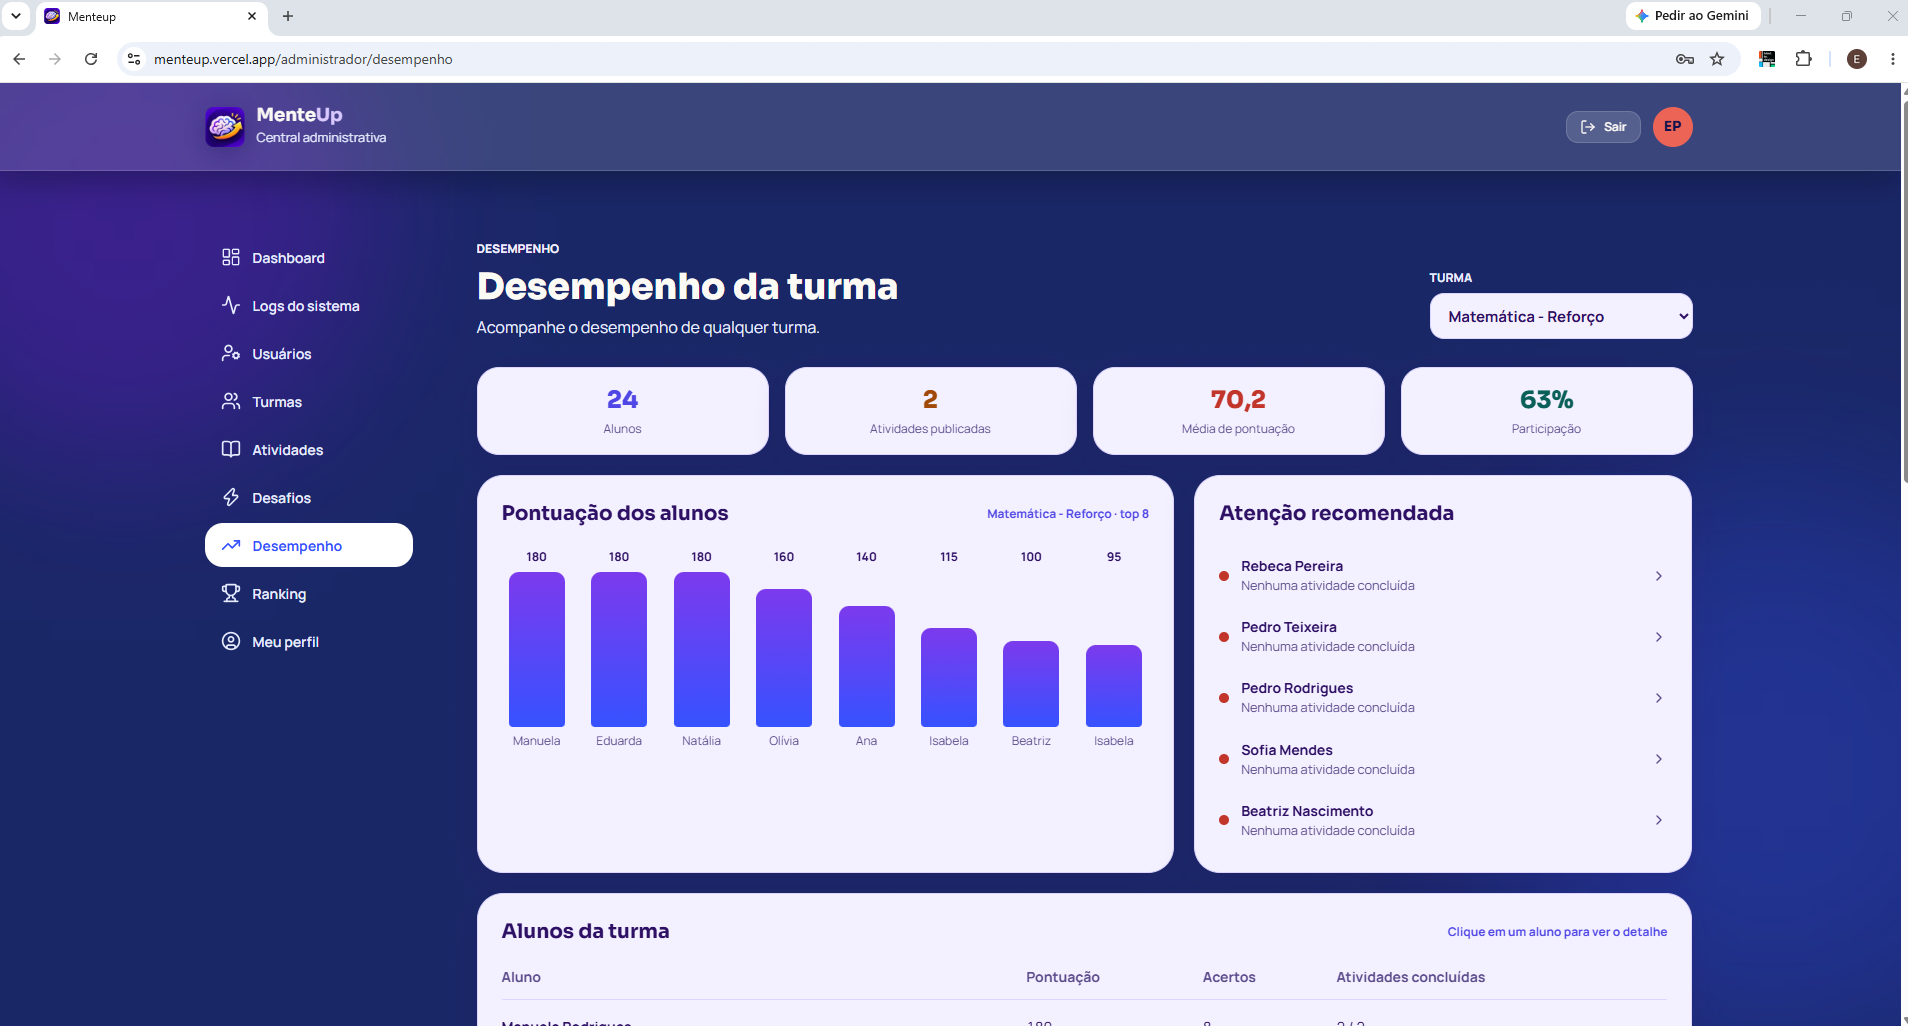 Menteup
Pedir ao Gemini
menteup.vercel.app/administrador/desempenho
E
MenteUp
Central administrativa
Sair
EP
Dashboard
Logs do sistema
Usuários
Turmas
Atividades
Desafios
Desempenho
Ranking
Meu perfil
DESEMPENHO
Desempenho da turma
Acompanhe o desempenho de qualquer turma.
TURMA
Matemática - Reforço
24
Alunos
2
Atividades publicadas
70,2
Média de pontuação
63%
Participação
Pontuação dos alunos
Matemática - Reforço · top 8
180 180 180 160 140 115 100 95
Manuela Eduarda Natália Olívia Ana Isabela Beatriz Isabela
Atenção recomendada
Rebeca Pereira
Nenhuma atividade concluída
Pedro Teixeira
Nenhuma atividade concluída
Pedro Rodrigues
Nenhuma atividade concluída
Sofia Mendes
Nenhuma atividade concluída
Beatriz Nascimento
Nenhuma atividade concluída
Alunos da turma
Clique em um aluno para ver o detalhe
Aluno Pontuação Acertos Atividades concluídas
Manuela Rodrigues 180